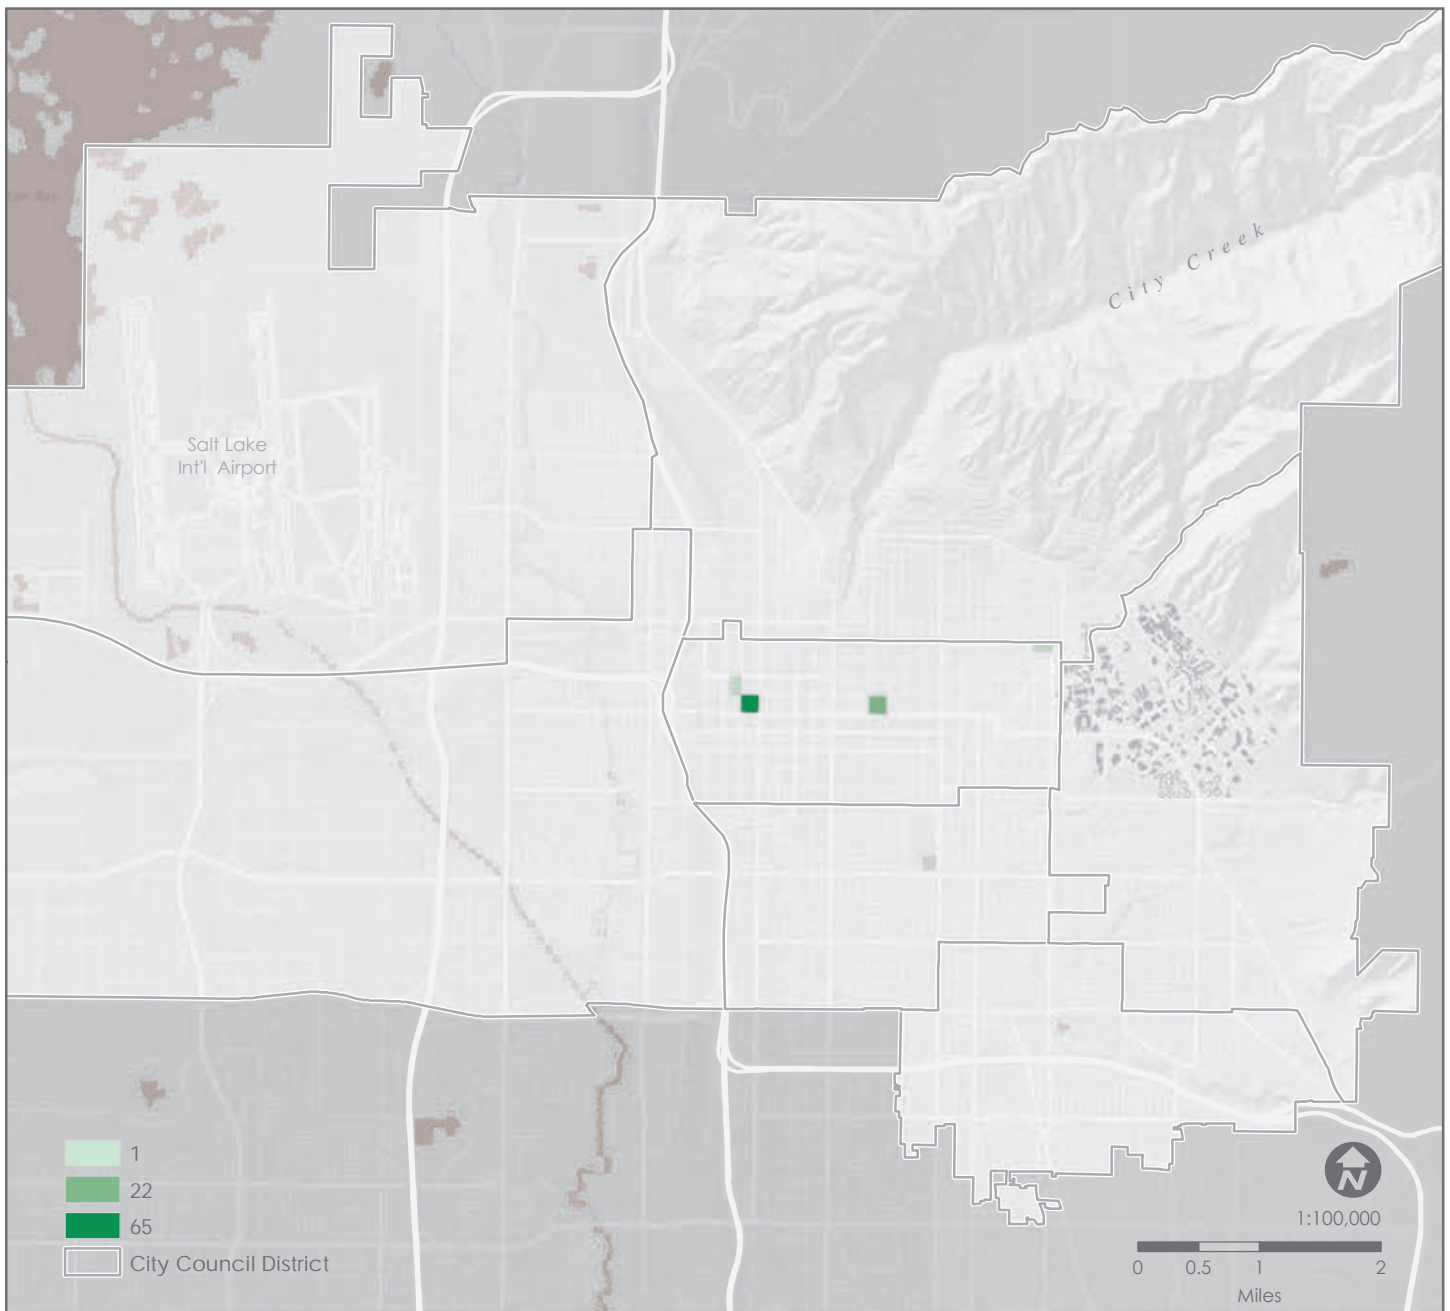 City Creek
Salt Lake
Int'l Airport
1
22
65
City Council District
N
1:100,000
0 0.5 1 2
Miles